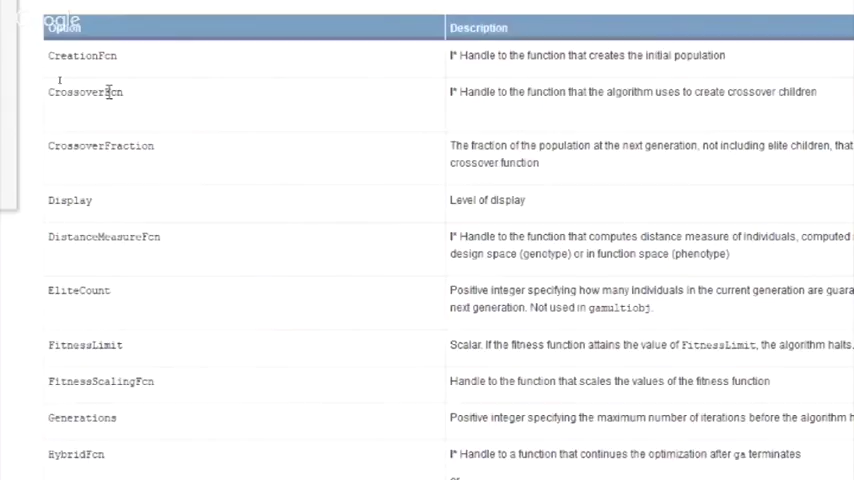 Google
Option Description
CreationFcn I* Handle to the function that creates the initial population
CrossoverFcn I* Handle to the function that the algorithm uses to create crossover children
CrossoverFraction The fraction of the population at the next generation, not including elite children, that
crossover function
Display Level of display
DistanceMeasureFcn I* Handle to the function that computes distance measure of individuals, computed
design space (genotype) or in function space (phenotype)
EliteCount Positive integer specifying how many individuals in the current generation are guara
next generation. Not used in gamultiobj.
FitnessLimit Scalar. If the fitness function attains the value of FitnessLimit, the algorithm halts.
FitnessScalingFcn Handle to the function that scales the values of the fitness function
Generations Positive integer specifying the maximum number of iterations before the algorithm h
HybridFcn I* Handle to a function that continues the optimization after ga terminates
or